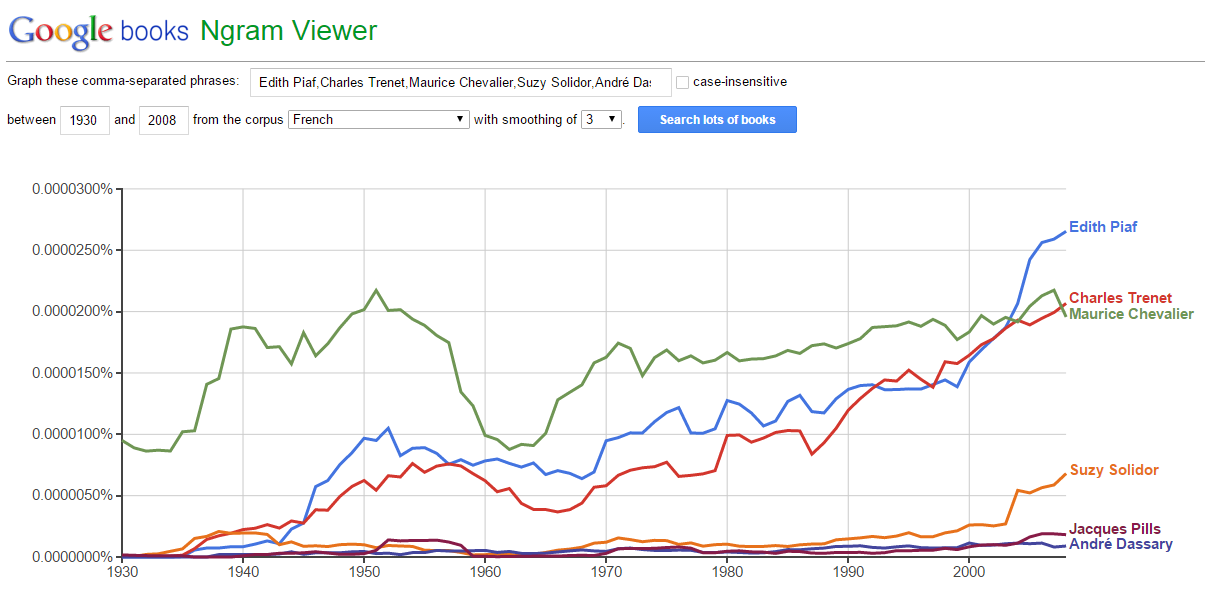 Google books Ngram Viewer
Graph these comma-separated phrases: Edith Piaf,Charles Trenet,Maurice Chevalier,Suzy Solidor,André Das case-insensitive
between 1930 and 2008 from the corpus French with smoothing of 3 . Search lots of books
0.0000300%
0.0000250%
0.0000200%
0.0000150%
0.0000100%
0.0000050%
0.0000000%
Edith Piaf
Charles Trenet
Maurice Chevalier
Suzy Solidor
Jacques Pills
André Dassary
1930 1940 1950 1960 1970 1980 1990 2000